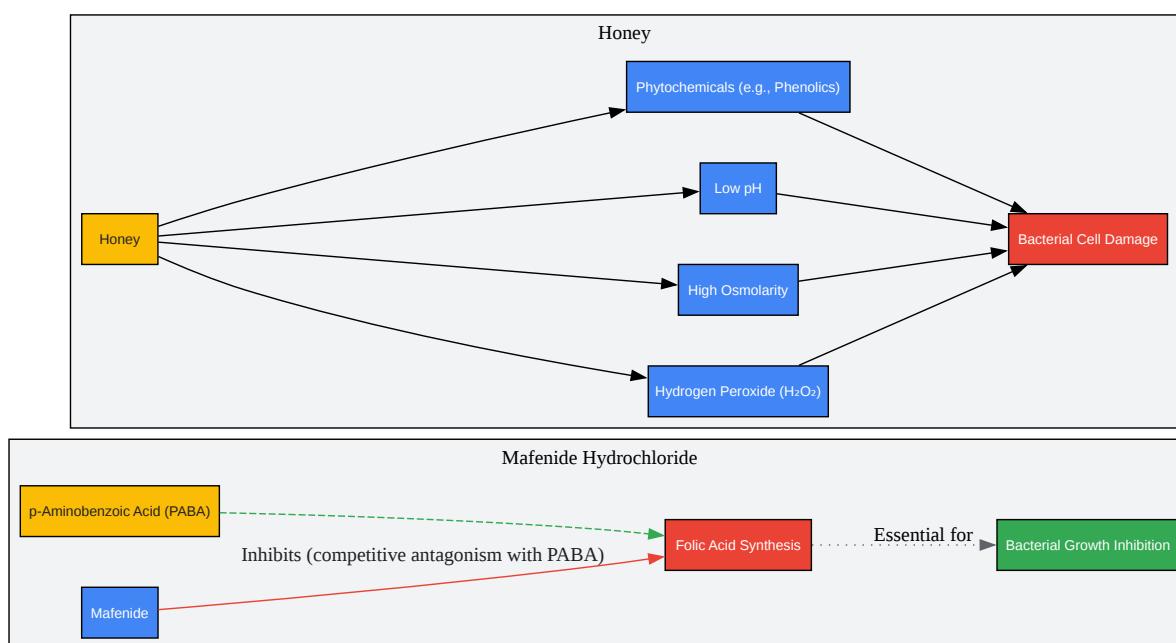 Honey
Phytochemicals (e.g., Phenolics)
Low pH
Honey
Bacterial Cell Damage
High Osmolarity
Hydrogen Peroxide (H₂O₂)
Mafenide Hydrochloride
p-Aminobenzoic Acid (PABA)
Essential for
Folic Acid Synthesis
Bacterial Growth Inhibition
Inhibits (competitive antagonism with PABA)
Mafenide